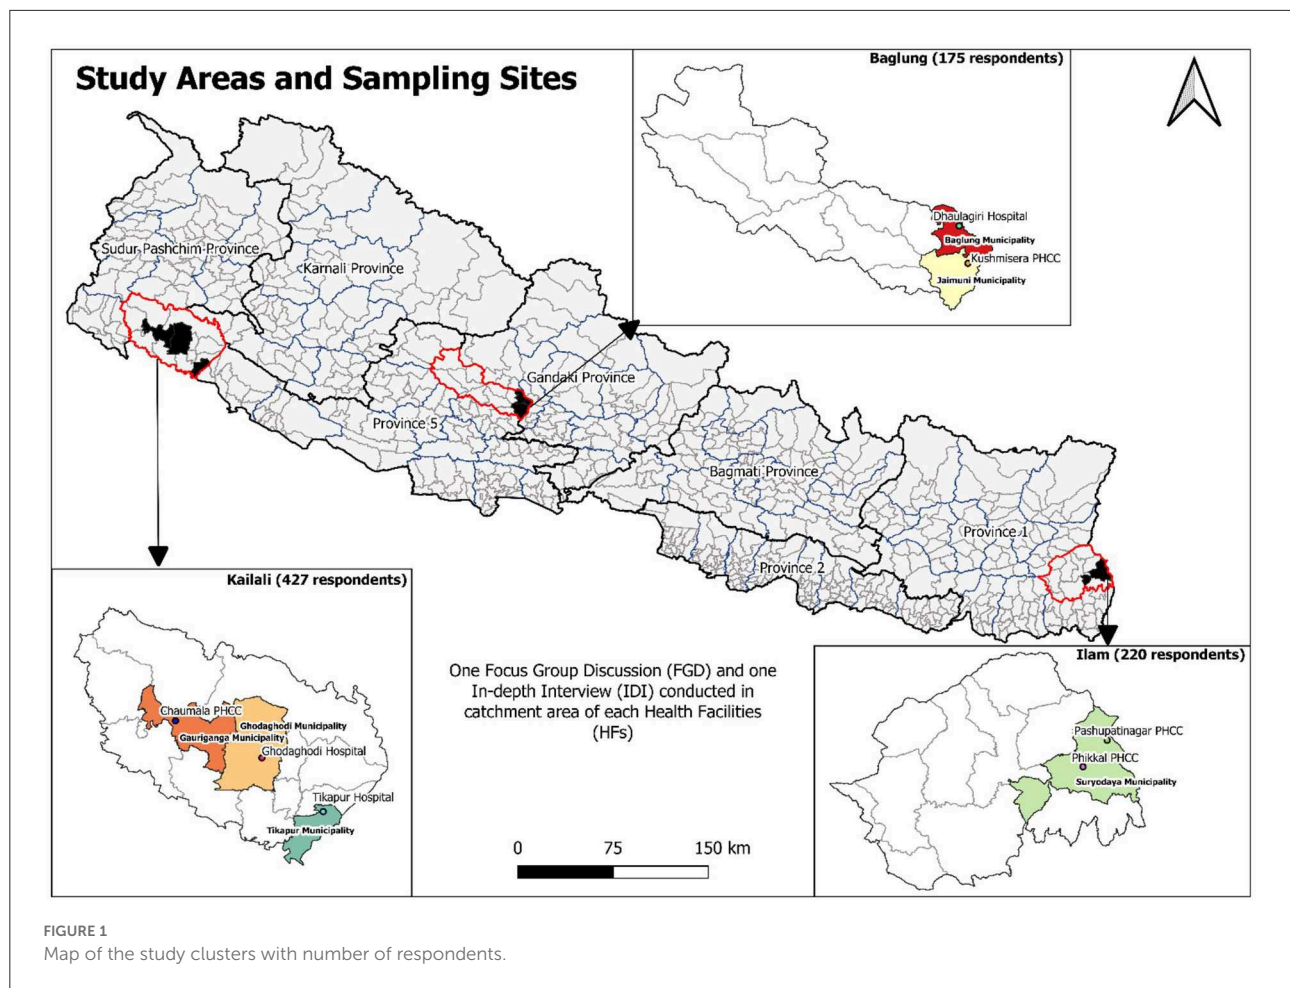 Study Areas and Sampling Sites
Baglung (175 respondents)
Dhaulagiri Hospital
Baglung Municipality
Kushmisera PHCC
Jaimuni Municipality
Sudur Pashchim Province
Karnali Province
Gandaki Province
Province 5
Bagmati Province
Province 1
Province 2
Kailali (427 respondents)
Chaumala PHCC
Ghodaghodi Municipality
Gauriganga Municipality
Ghodaghodi Hospital
Tikapur Hospital
Tikapur Municipality
One Focus Group Discussion (FGD) and one
In-depth Interview (IDI) conducted in
catchment area of each Health Facilities
(HFs)
0 75 150 km
Ilam (220 respondents)
Pashupatinagar PHCC
Phikkal PHCC
Suryodaya Municipality
FIGURE 1
Map of the study clusters with number of respondents.